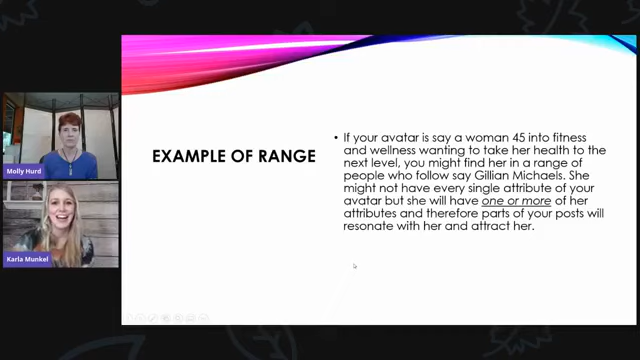 EXAMPLE OF RANGE
• If your avatar is say a woman 45 into fitness
and wellness wanting to take her health to the
next level, you might find her in a range of
people who follow say Gillian Michaels. She
might not have every single attribute of your
avatar but she will have one or more of her
attributes and therefore parts of your posts will
resonate with her and attract her.
Molly Hurd
Karla Munkel